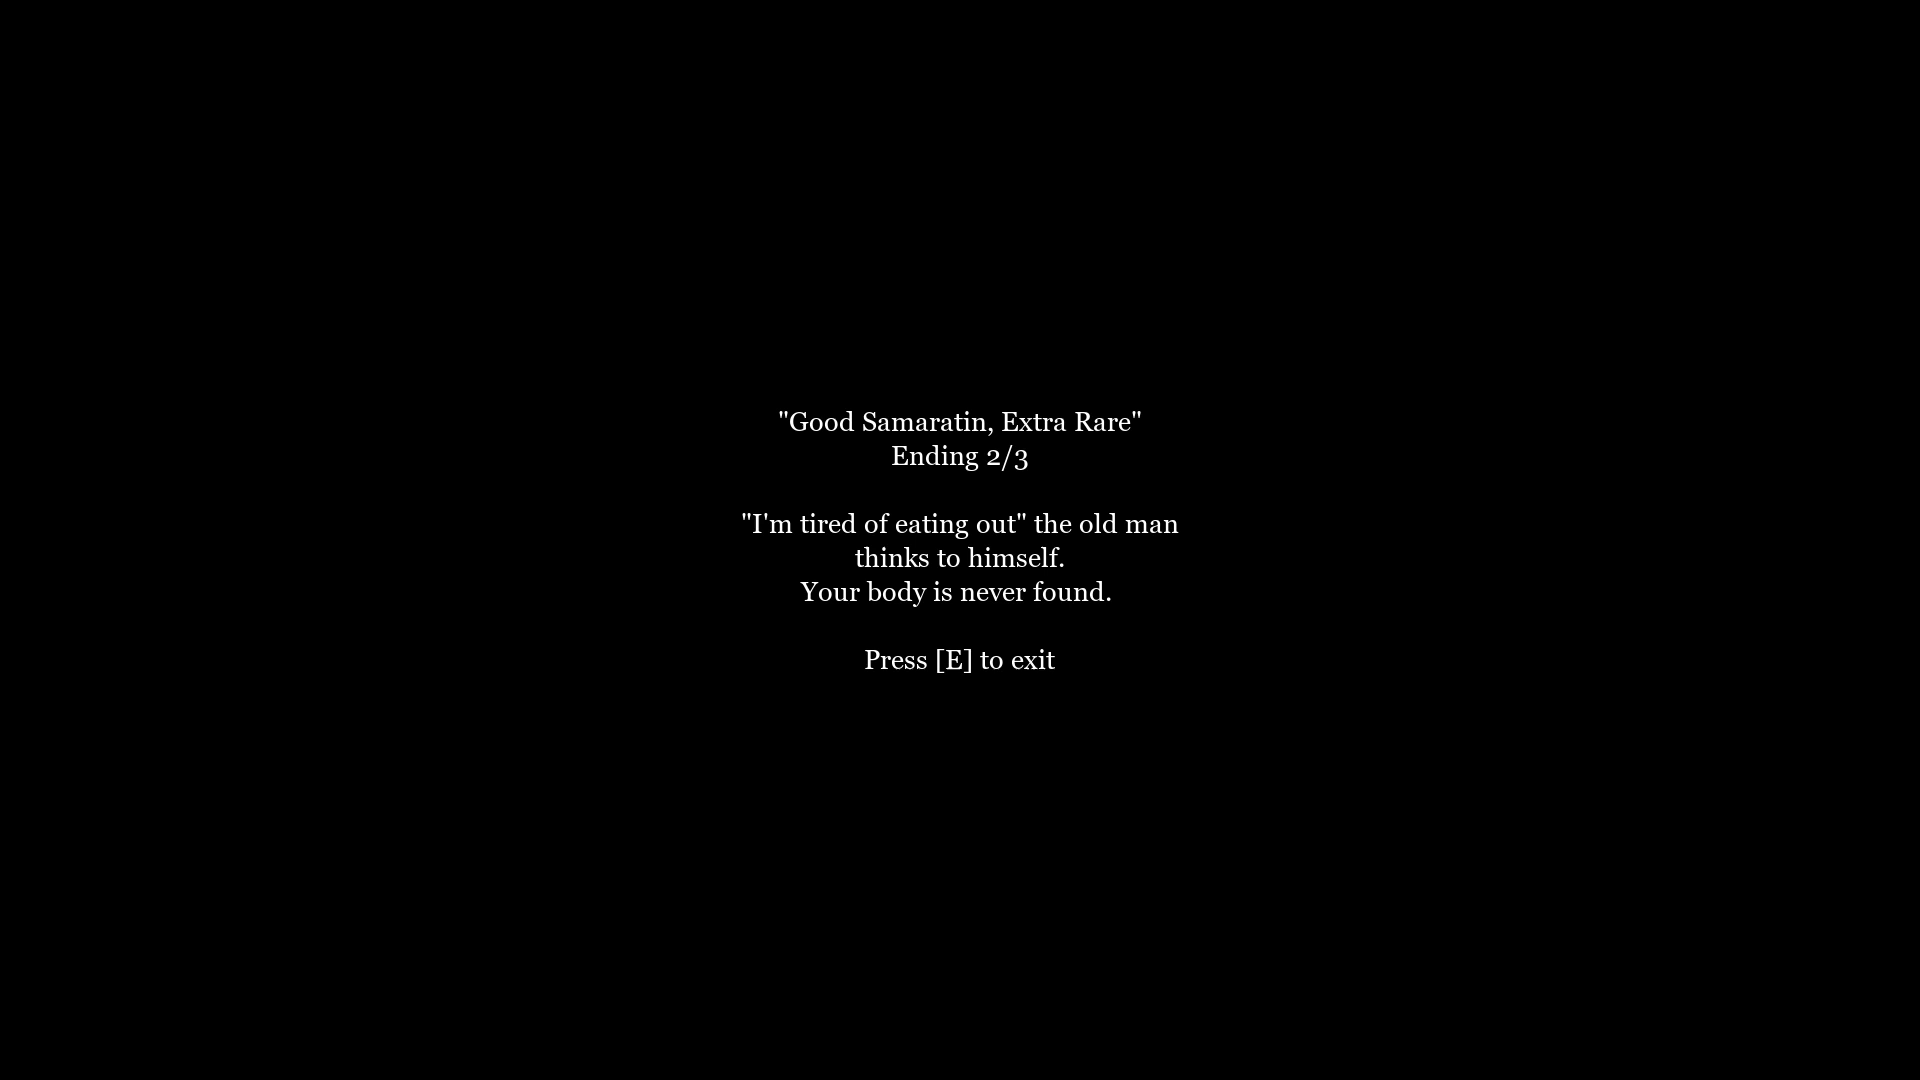 "Good Samaratin, Extra Rare"
Ending 2/3
"I'm tired of eating out" the old man
thinks to himself.
Your body is never found.
Press [E] to exit